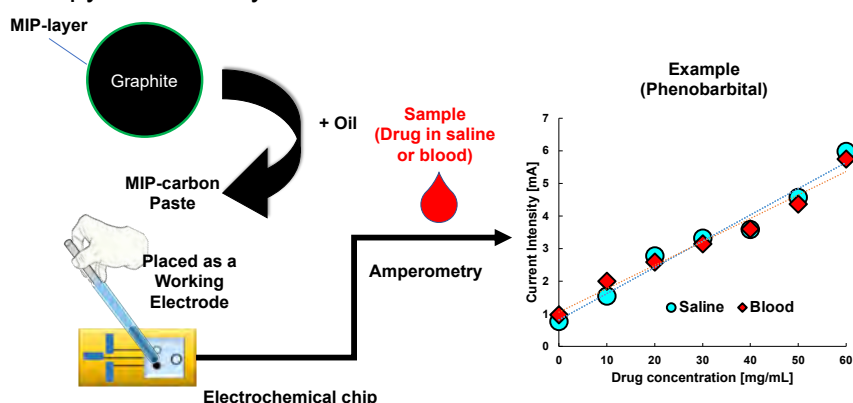 MIP-layer
Graphite
+ Oil
MIP-carbon
Paste
Sample
(Drug in saline
or blood)
Placed as a
Working
Electrode
Amperometry
Electrochemical chip
Example
(Phenobarbital)
Current Intensity [mA]
7
6
5
4
3
2
1
0
Saline
Blood
0
10
20
30
40
50
60
Drug concentration [mg/mL]